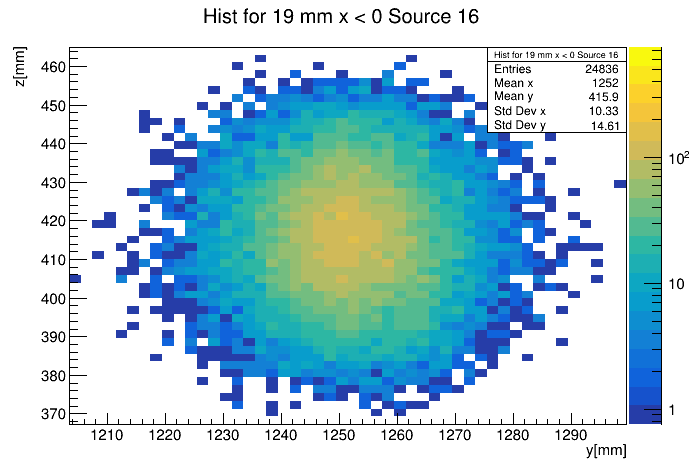 Hist for 19 mm x < 0 Source 16
z[mm]
Hist for 19 mm x < 0 Source 16
Entries 24836
Mean x 1252
Mean y 415.9
Std Dev x 10.33
Std Dev y 14.61
460
450
440
430
420
410
400
390
380
370
1210 1220 1230 1240 1250 1260 1270 1280 1290
y[mm]
10²
10
1